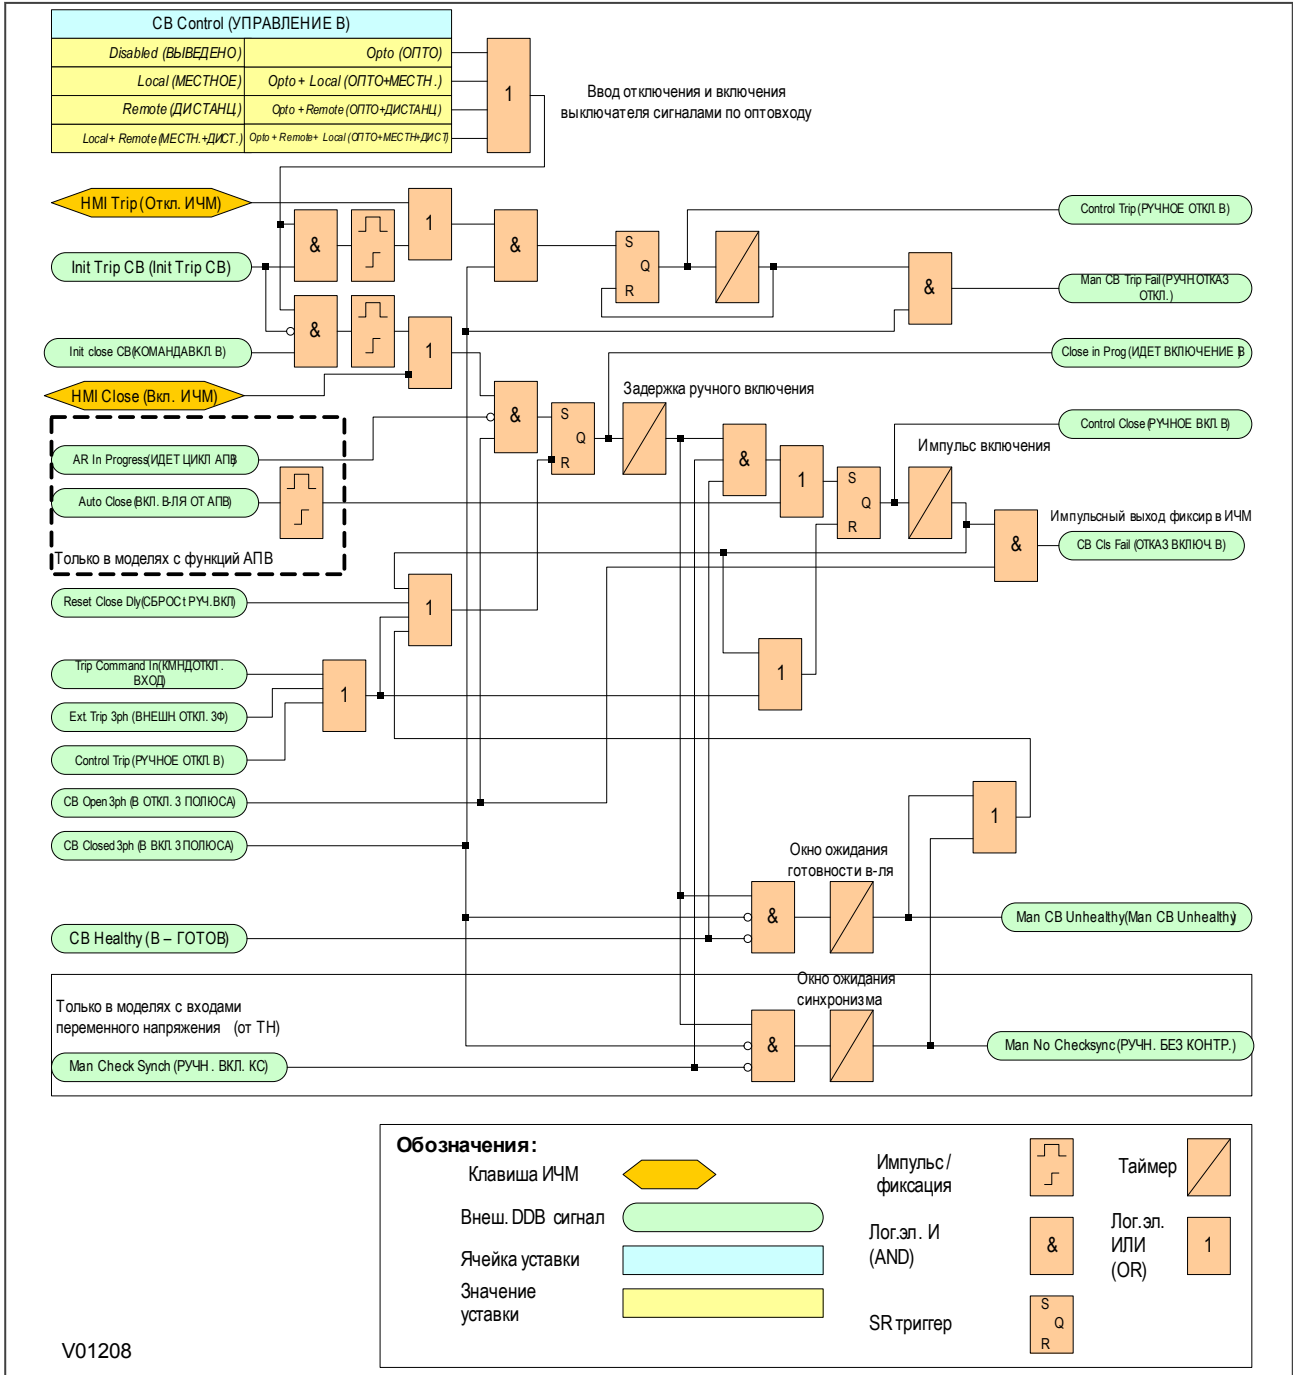 CB Control (УПРАВЛЕНИЕ В)
Disabled (ВЫВЕДЕНО)
Opto (ОПТО)
Local (МЕСТНОЕ)
Opto + Local (ОПТО+МЕСТН.)
Remote (ДИСТАНЦ.)
Opto + Remote (ОПТО+ДИСТАНЦ.)
Local + Remote (МЕСТН.+ДИСТ.)
Opto + Remote + Local (ОПТО+МЕСТН+ДИСТ)
1
Ввод отключения и включения
выключателя сигналами по оптовходу
HMI Trip (Откл. ИЧМ)
1
Control Trip (РУЧНОЕ ОТКЛ. В)
&
&
S
Q
R
Init Trip CB (Init Trip CB)
&
Man CB Trip Fail (РУЧН.ОТКАЗ
ОТКЛ.)
&
1
Init close CB (КОМАНДА ВКЛ. В)
Close in Prog (ИДЕТ ВКЛЮЧЕНИЕ В)
HMI Close (Вкл. ИЧМ)
Задержка ручного включения
&
S
Q
R
Control Close (РУЧНОЕ ВКЛ. В)
Импульс включения
AR In Progress (ИДЕТ ЦИКЛ АПВ)
&
1
S
Q
R
Auto Close (ВКЛ. В-ЛЯ ОТ АПВ)
Импульсный выход фиксир. в ИЧМ
&
CB Cls Fail (ОТКАЗ ВКЛЮЧ. В)
Только в моделях с функций АПВ
Reset Close Dly (СБРОС t РУЧ.ВКЛ)
1
Trip Command In (КМНД ОТКЛ.
ВХОД)
1
1
Ext. Trip 3ph (ВНЕШН. ОТКЛ. 3Ф)
Control Trip (РУЧНОЕ ОТКЛ. В)
CB Open 3ph (В ОТКЛ. 3 ПОЛЮСА)
1
CB Closed 3ph (В ВКЛ. 3 ПОЛЮСА)
Окно ожидания
готовности в-ля
&
Man CB Unhealthy (Man CB Unhealthy)
CB Healthy (В – ГОТОВ)
Окно ожидания
синхронизма
Только в моделях с входами
переменного напряжения (от ТН)
&
Man No Checksync (РУЧН. БЕЗ КОНТР.)
Man Check Synch (РУЧН. ВКЛ. КС)
Обозначения:
Клавиша ИЧМ
Импульс /
фиксация
Таймер
Внеш. DDB сигнал
Лог.эл. И
(AND)
&
Лог.эл.
ИЛИ
(OR)
1
Ячейка уставки
Значение
уставки
SR триггер
S
Q
R
V01208